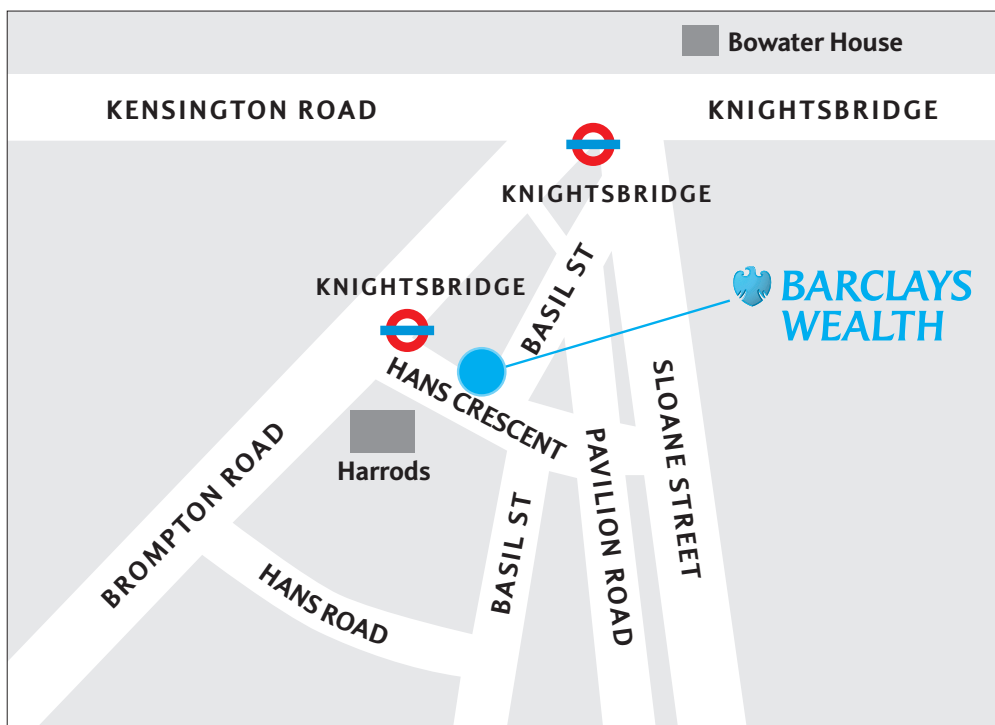 Bowater House
KENSINGTON ROAD
KNIGHTSBRIDGE
KNIGHTSBRIDGE
BASIL ST
KNIGHTSBRIDGE
BARCLAYS
WEALTH
HANS CRESCENT
SLOANE STREET
Harrods
BROMPTON ROAD
PAVILION ROAD
BASIL ST
HANS ROAD